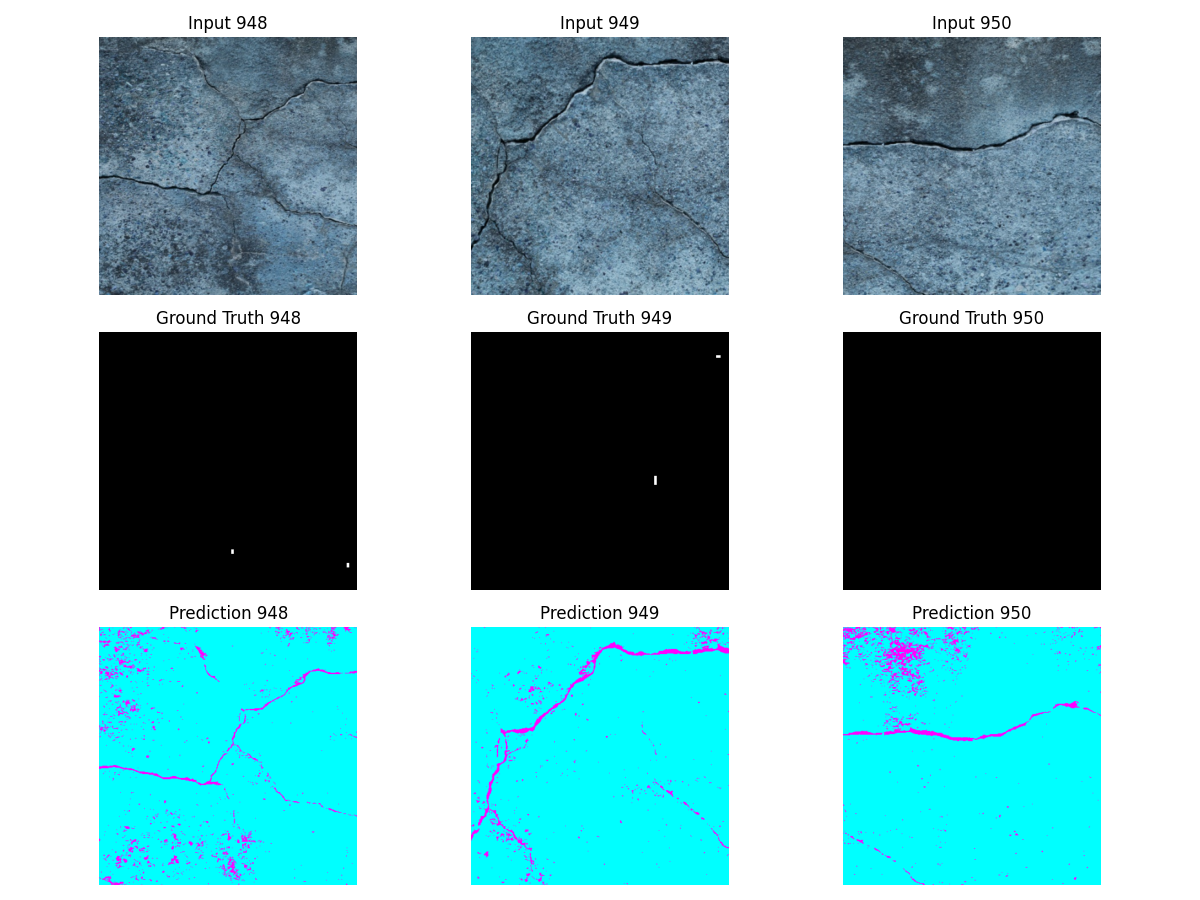 Input 948
Input 949
Input 950
Ground Truth 948
Ground Truth 949
Ground Truth 950
Prediction 948
Prediction 949
Prediction 950